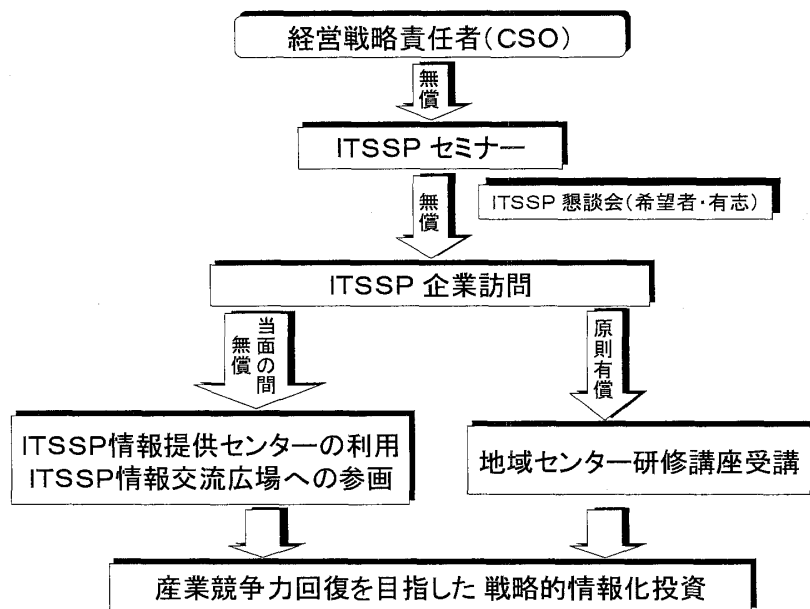 経営戦略責任者(CSO)
無償
ITSSP セミナー
無償
ITSSP 懇談会(希望者・有志)
ITSSP 企業訪問
当面の間
無償
原則有償
ITSSP情報提供センターの利用
ITSSP情報交流広場への参画
地域センター研修講座受講
産業競争力回復を目指した 戦略的情報化投資